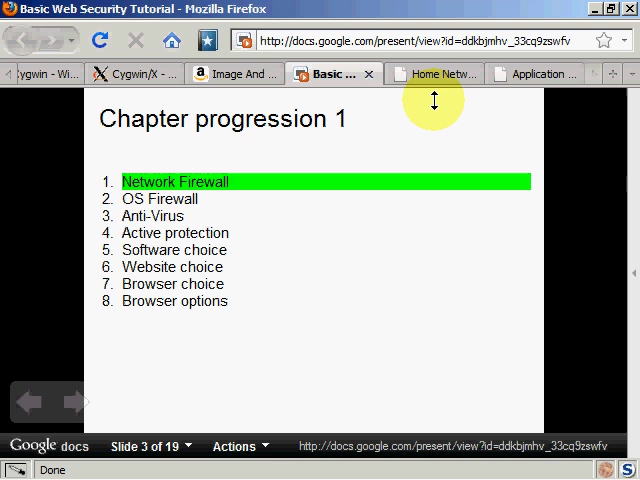 Basic Web Security Tutorial - Mozilla Firefox
http://docs.google.com/present/view?id=ddkbjmhv_33cq9zswfv
Cygwin - Wi... Cygwin/X - ... Image And ... Basic ... Home Netw... Application ...
Chapter progression 1
1. Network Firewall
2. OS Firewall
3. Anti-Virus
4. Active protection
5. Software choice
6. Website choice
7. Browser choice
8. Browser options
Google docs Slide 3 of 19 Actions http://docs.google.com/present/view?id=ddkbjmhv_33cq9zswfv
Done